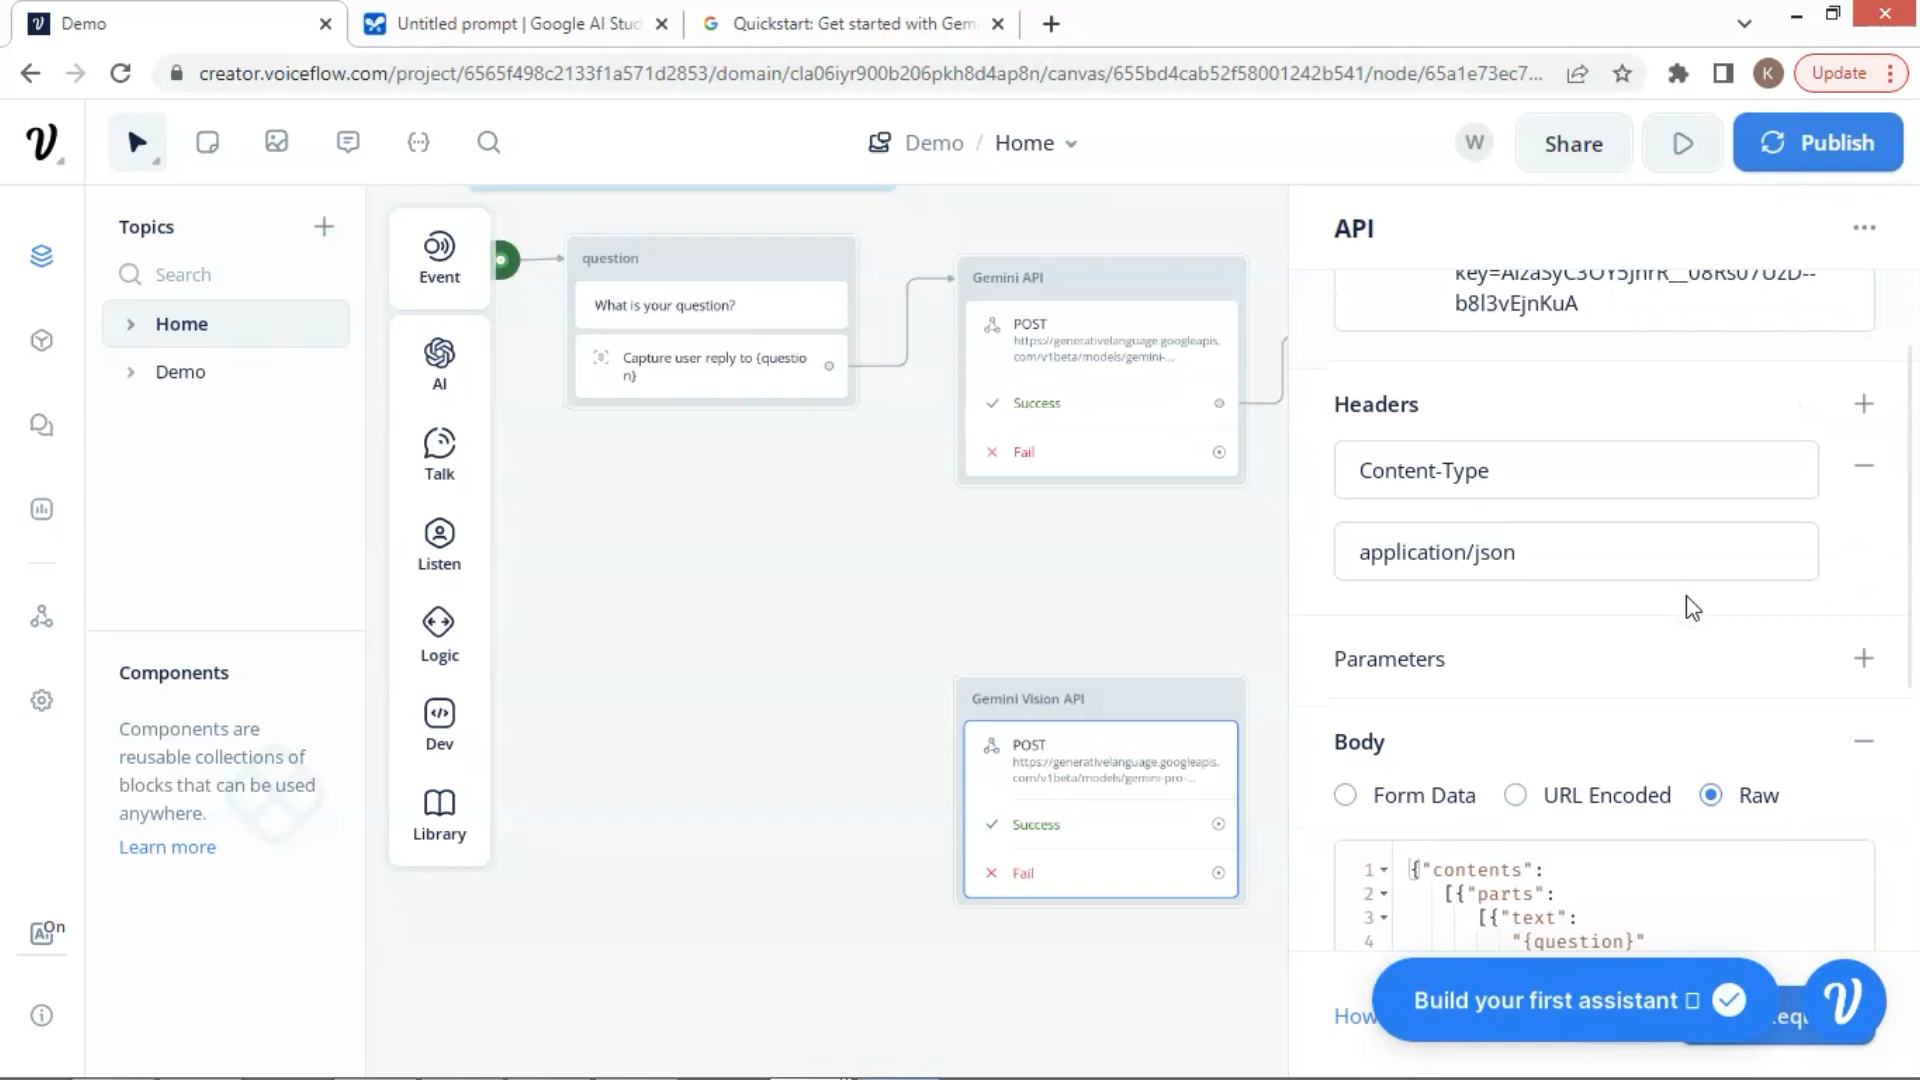 Demo
Untitled prompt | Google AI Stud
Quickstart: Get started with Gem
creator.voiceflow.com/project/6565f498c2133f1a571d2853/domain/cla06iyr900b206pkh8d4ap8n/canvas/655bd4cab52f58001242b541/node/65a1e73ec7...
K
Update
Demo / Home
W
Share
Publish
Topics
Search
Home
Demo
Components
Components are
reusable collections of
blocks that can be used
anywhere.
Learn more
On
Event
AI
Talk
Listen
Logic
Dev
Library
question
What is your question?
Capture user reply to {questio
n}
Gemini API
POST
https://generativelanguage.googleapis.
com/v1beta/models/gemini-...
Success
Fail
Gemini Vision API
POST
https://generativelanguage.googleapis.
com/v1beta/models/gemini-pro-...
Success
Fail
API
b8l3vEjnKuA
Headers
Content-Type
application/json
Parameters
Body
Form Data
URL Encoded
Raw
1 {"contents":
2 [{"parts":
3 [{"text":
4 "{question}"
Build your first assistant
How